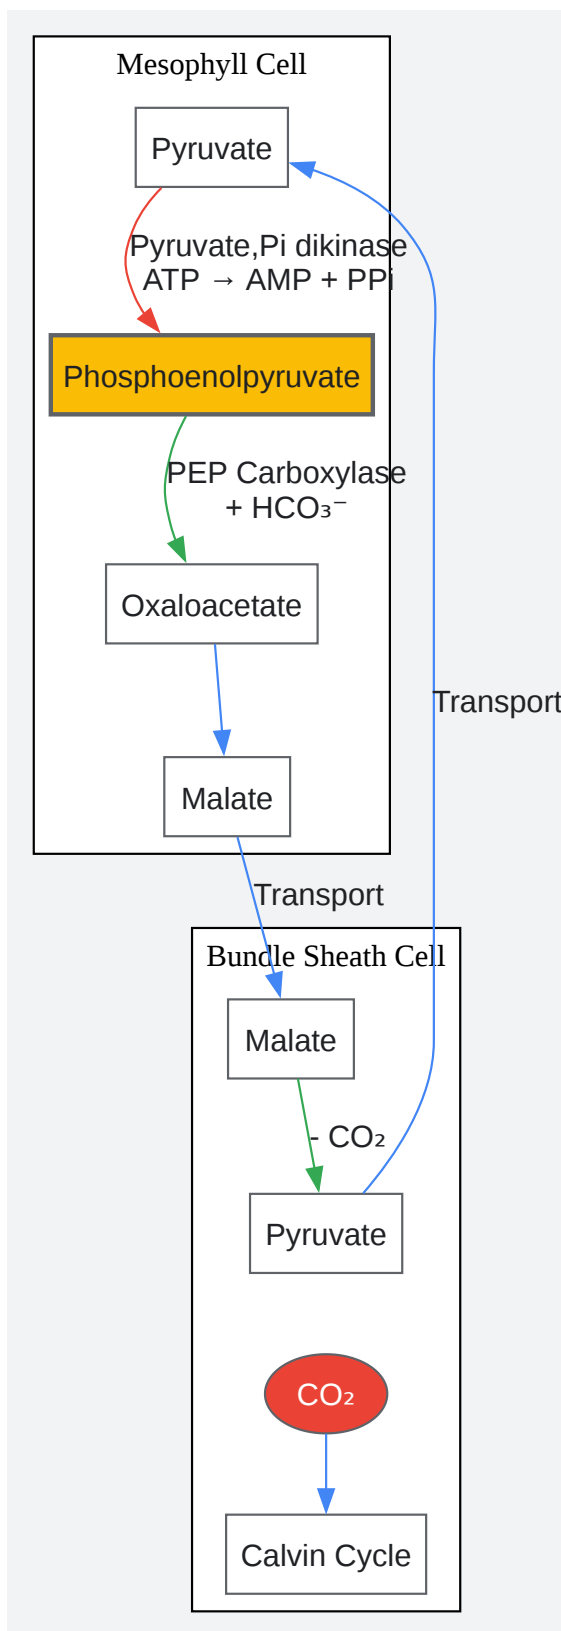 Mesophyll Cell
Pyruvate
Pyruvate,Pi dikinase
ATP → AMP + PPi
Phosphoenolpyruvate
PEP Carboxylase
+ HCO₃⁻
Oxaloacetate
Transport
Malate
Transport
Bundle Sheath Cell
Malate
- CO₂
Pyruvate
CO₂
Calvin Cycle